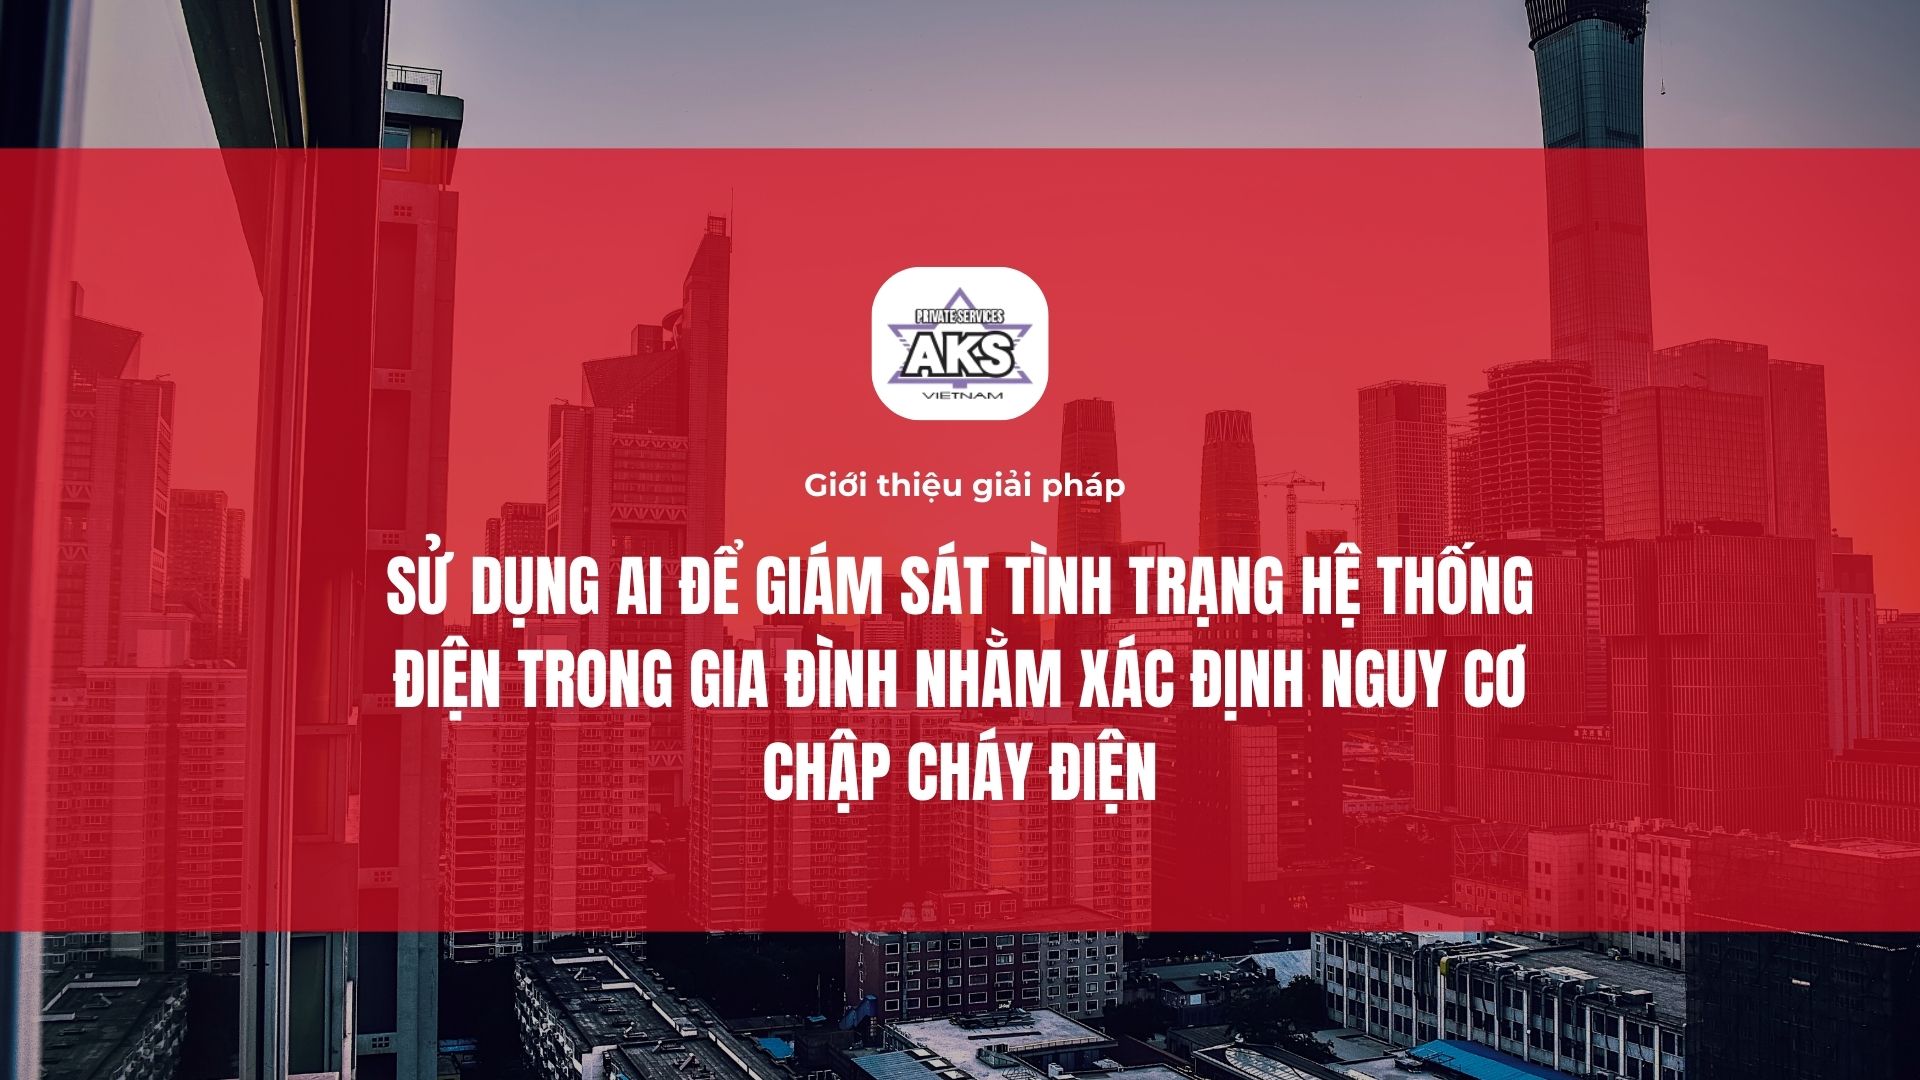 PRIVATE SERVICES
AKS
VIETNAM
Giới thiệu giải pháp
SỬ DỤNG AI ĐỂ GIÁM SÁT TÌNH TRẠNG HỆ THỐNG
ĐIỆN TRONG GIA ĐÌNH NHẰM XÁC ĐỊNH NGUY CƠ
CHẬP CHÁY ĐIỆN